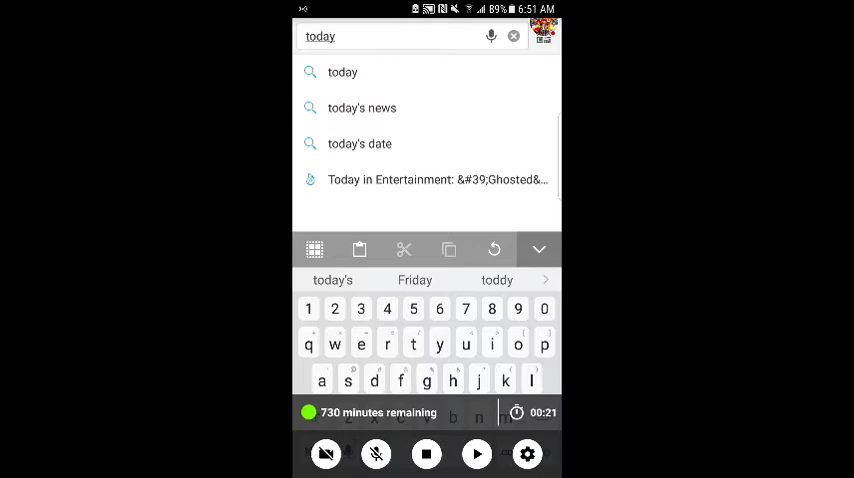 89% 6:51 AM
today
today
today's news
today's date
Today in Entertainment: &#39;Ghosted&...
today's Friday toddy
1 2 3 4 5 6 7 8 9 0
q w e r t y u i o p
a s d f g h j k l
z x c v b n m
730 minutes remaining 00:21